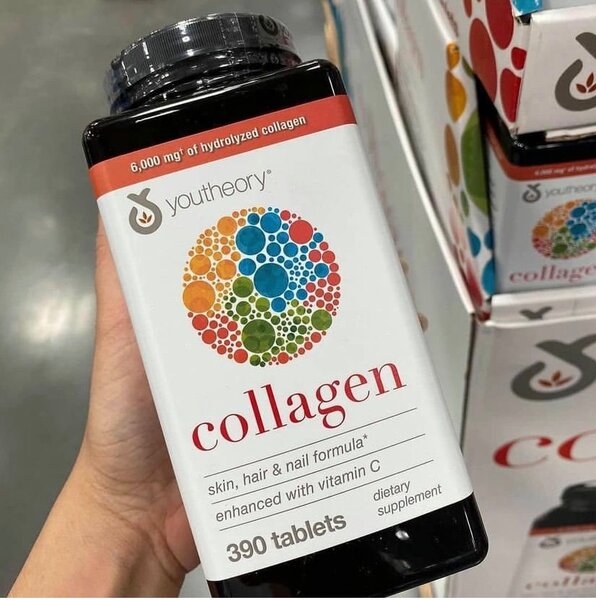 6,000 mg† of hydrolyzed collagen
youtheory®
collagen
skin, hair & nail formula*
enhanced with vitamin C
dietary
supplement
390 tablets
youtheory
collagen